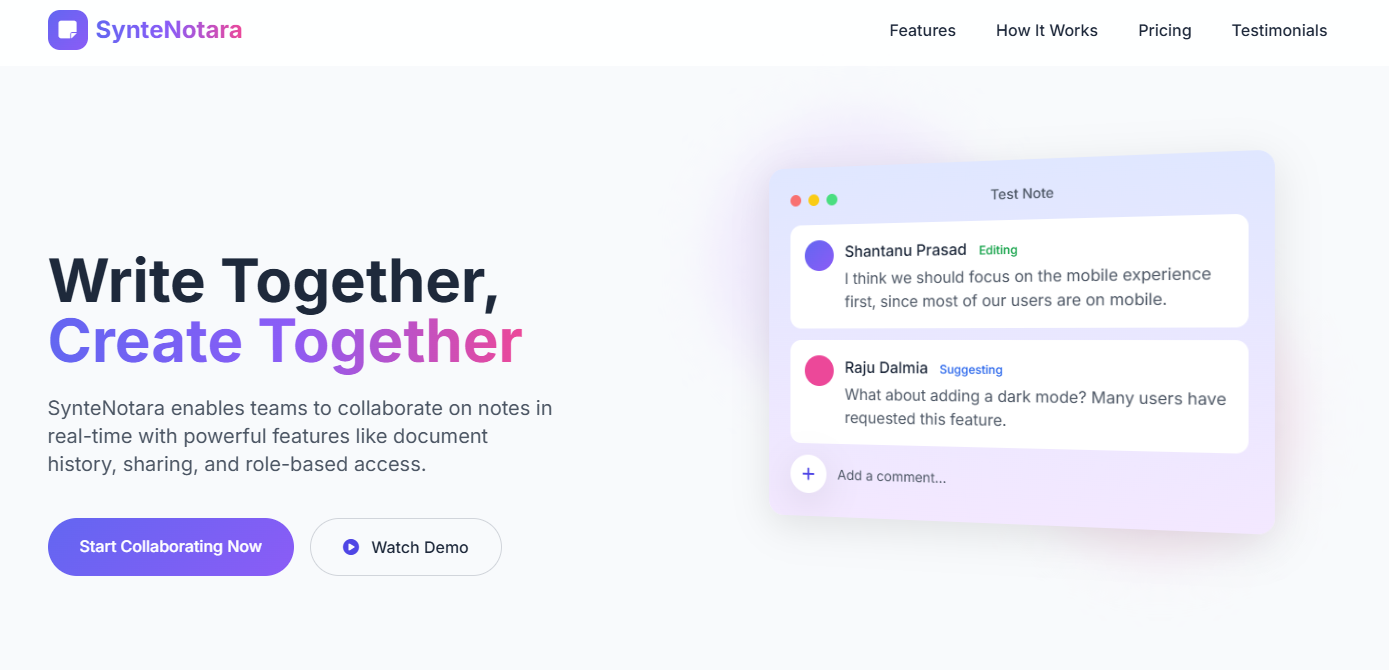 SynteNotara
Features
How It Works
Pricing
Testimonials
Write Together,
Create Together
SynteNotara enables teams to collaborate on notes in
real-time with powerful features like document
history, sharing, and role-based access.
Start Collaborating Now
Watch Demo
Test Note
Shantanu Prasad Editing
I think we should focus on the mobile experience
first, since most of our users are on mobile.
Raju Dalmia Suggesting
What about adding a dark mode? Many users have
requested this feature.
+ Add a comment...